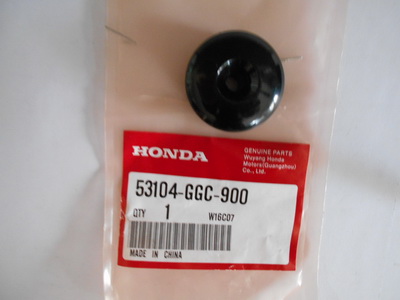 HONDA
GENUINE PARTS
Wuyang Honda
Motors(Guangzhou)
Co., Ltd.
53104-GGC-900
QTY 1 W16C07
MADE IN CHINA